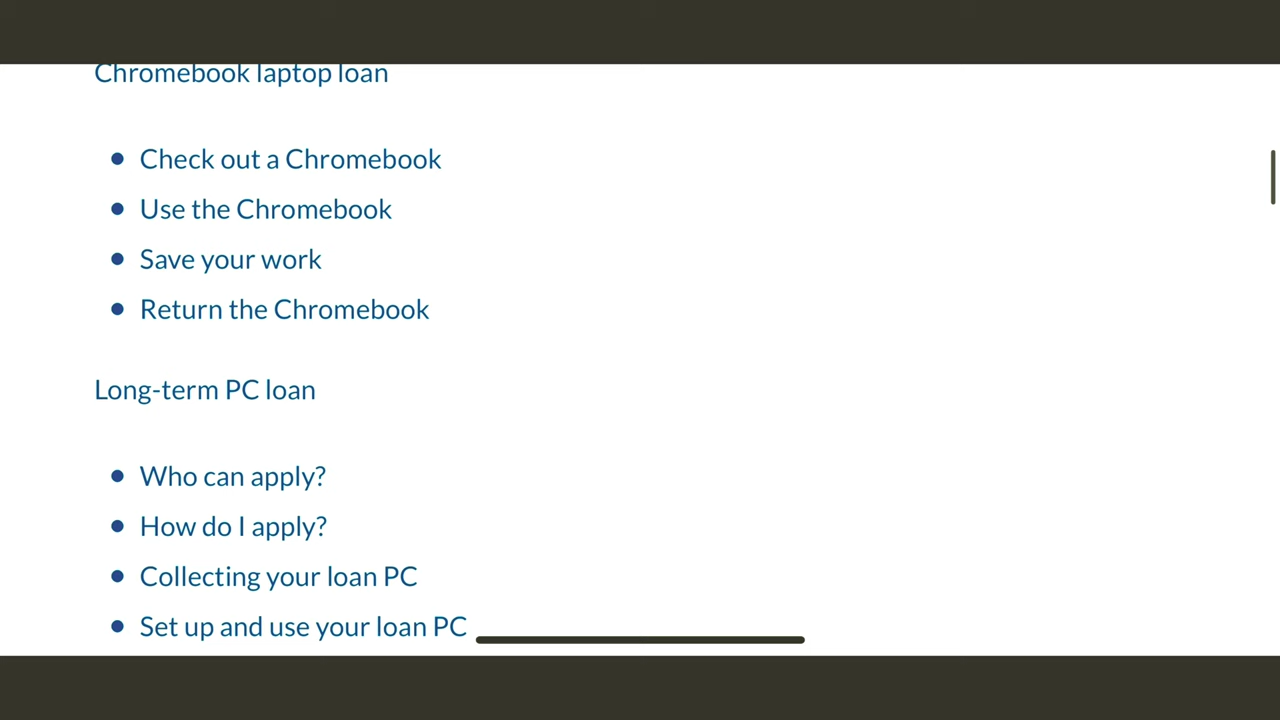 Chromebook laptop loan
Check out a Chromebook
Use the Chromebook
Save your work
Return the Chromebook
Long-term PC loan
Who can apply?
How do I apply?
Collecting your loan PC
Set up and use your loan PC